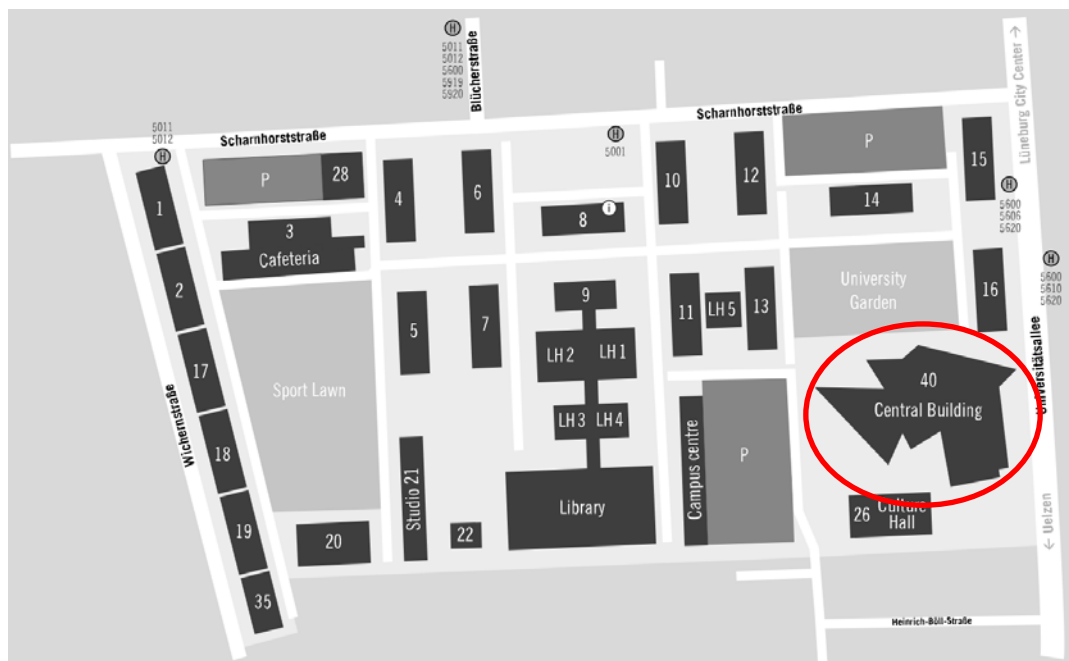 H
5011
5012
5600
5919
5920
Blücherstraße
Lüneburg City Center →
Scharnhorststraße
Scharnhorststraße
5011
5012
H
H
5001
P
28
4
6
10
12
P
15
1
3
Cafeteria
8
i
14
H
5600
5606
5620
2
9
University
Garden
16
H
5600
5610
5620
5
7
11
LH 5
13
LH 2
LH 1
17
Sport Lawn
40
Central Building
Universitätsallee
Wichernstraße
18
LH 3
LH 4
Campus centre
P
Studio 21
Library
26
Culture
Hall
19
20
22
← Uelzen
35
Heinrich-Böll-Straße